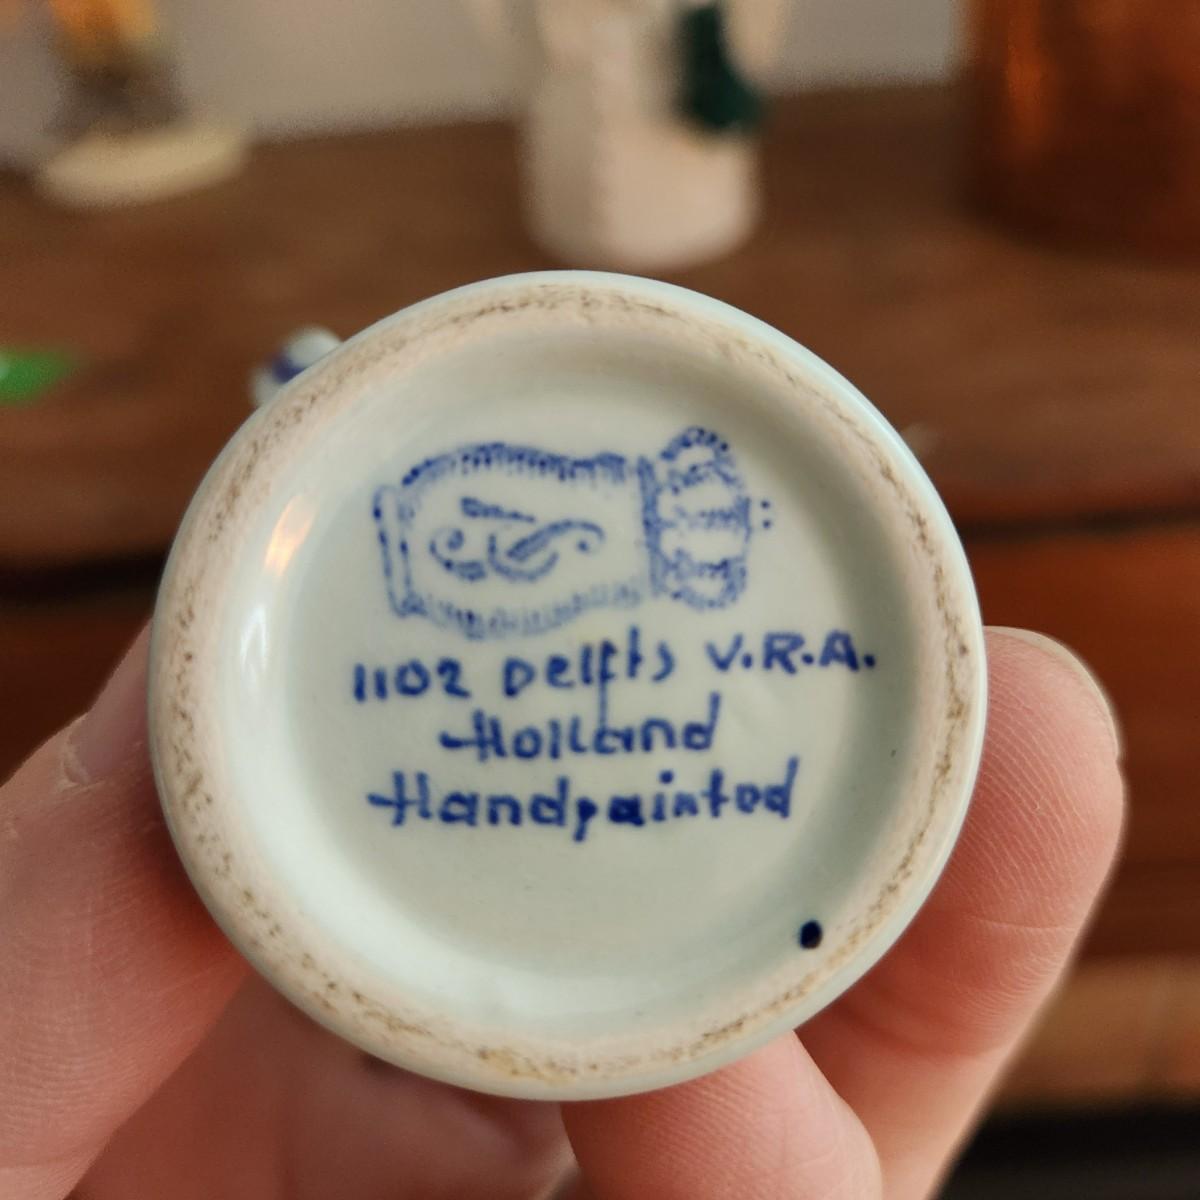 1102 Delfts V.R.A.
Holland
Handpainted